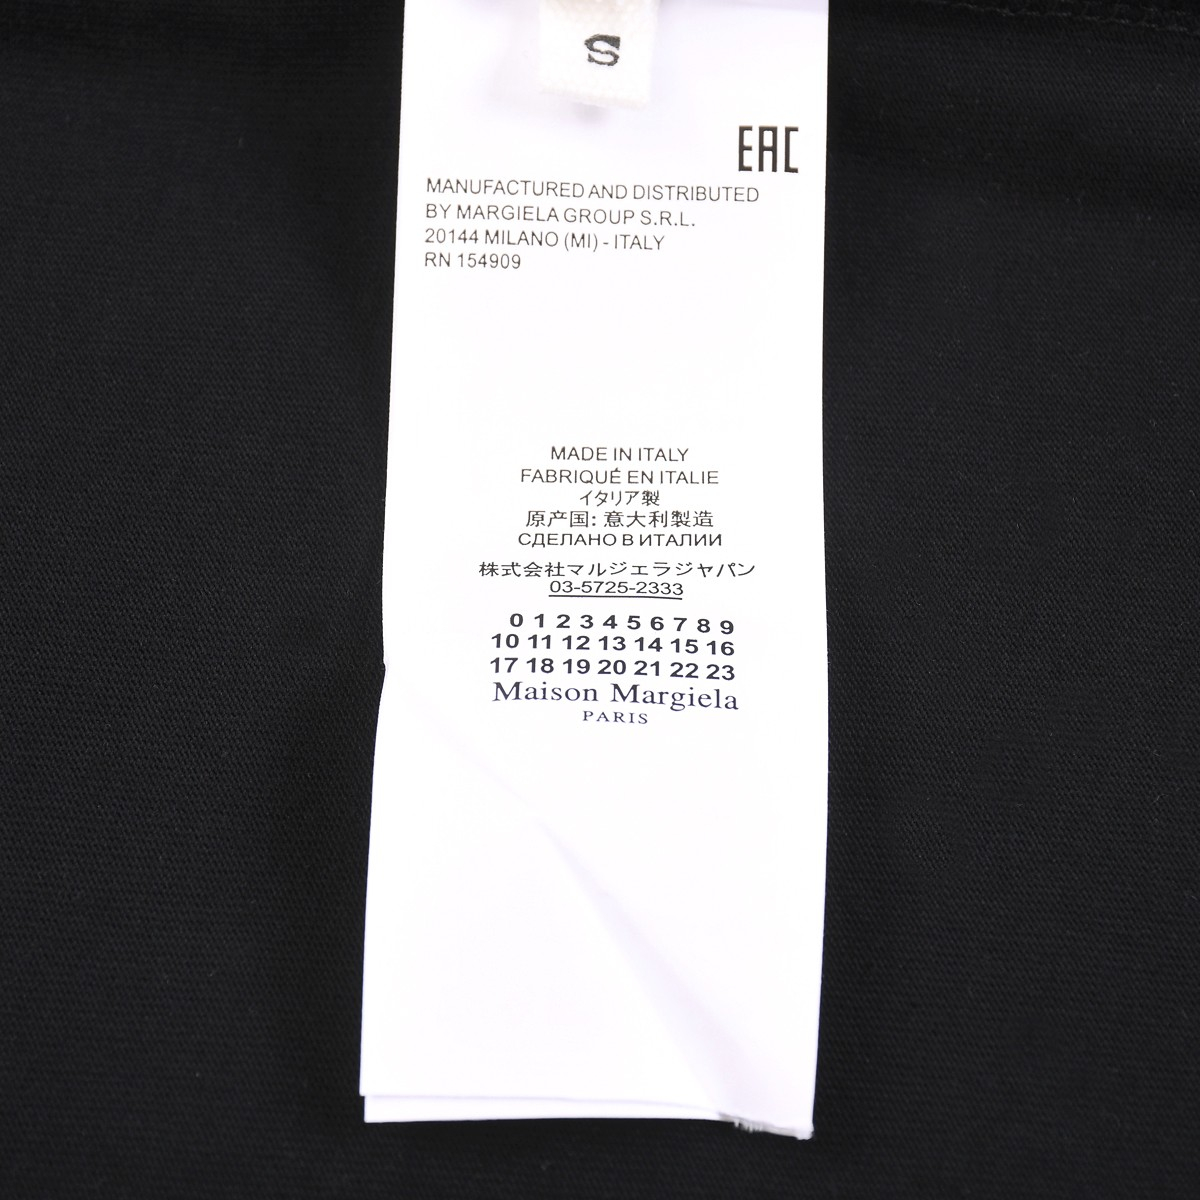 S
EAC
MANUFACTURED AND DISTRIBUTED
BY MARGIELA GROUP S.R.L.
20144 MILANO (MI) - ITALY
RN 154909
MADE IN ITALY
FABRIQUÉ EN ITALIE
イタリア製
原产国: 意大利製造
СДЕЛАНО В ИТАЛИИ
株式会社マルジェラジャパン
03-5725-2333
0 1 2 3 4 5 6 7 8 9
10 11 12 13 14 15 16
17 18 19 20 21 22 23
Maison Margiela
PARIS